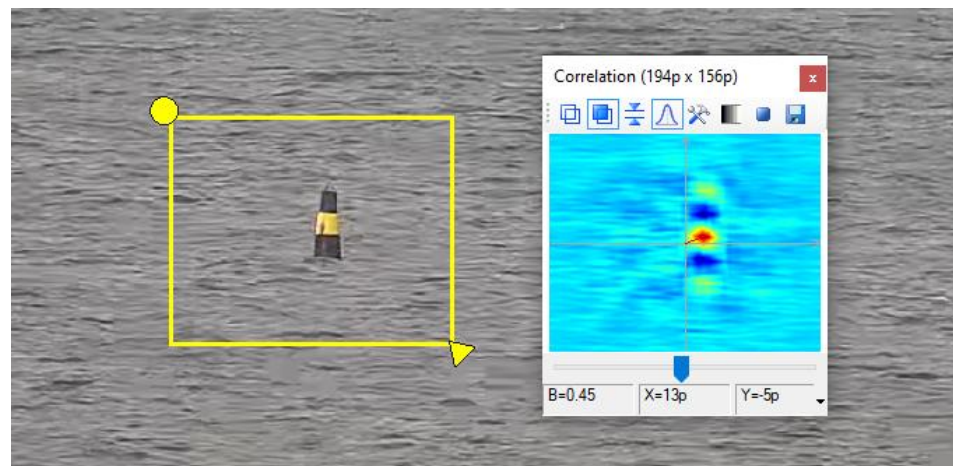 Correlation (194p x 156p)
x
B=0.45 X=13p Y=-5p